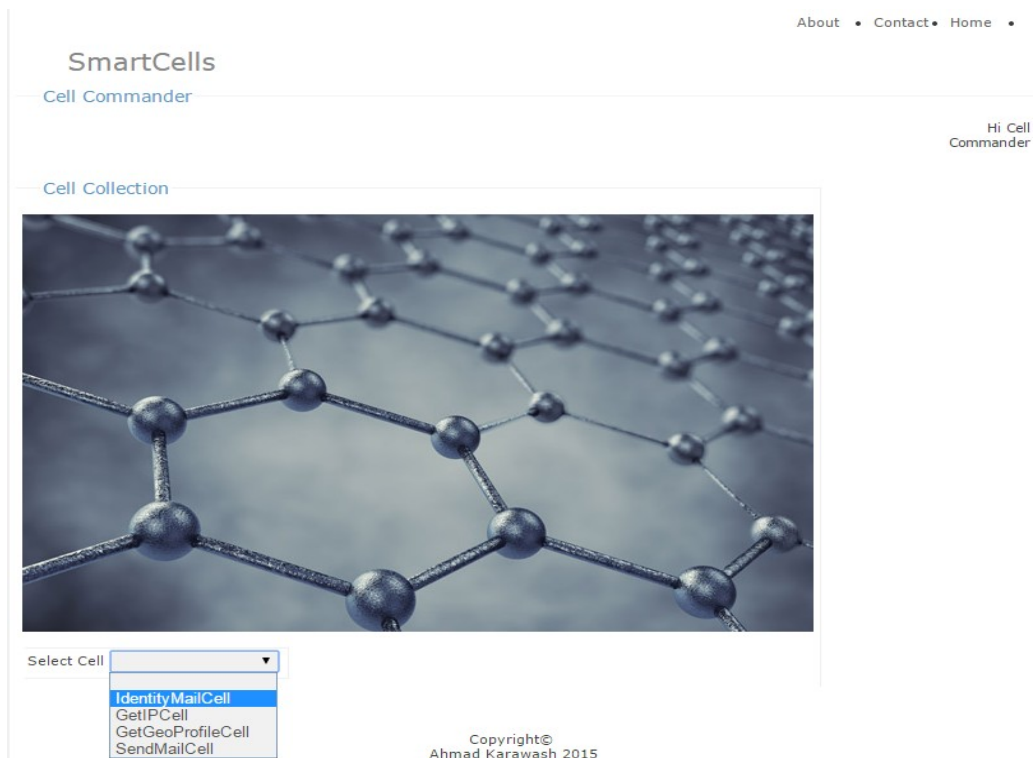 About • Contact • Home •
SmartCells
Cell Commander
Hi Cell
Commander
Cell Collection
Select Cell
IdentityMailCell
GetIPCell
GetGeoProfileCell
SendMailCell
Copyright©
Ahmad Karawash 2015